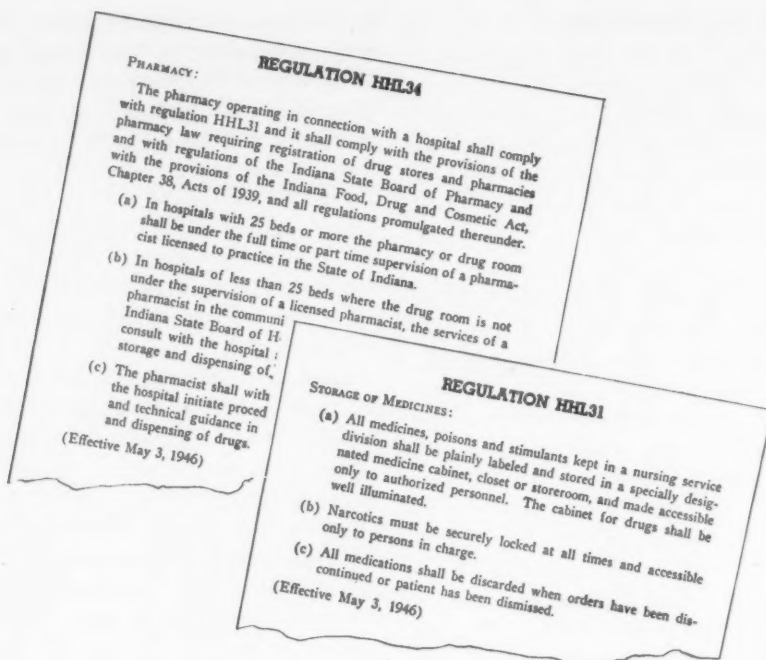 REGULATION HHL34
PHARMACY:
The pharmacy operating in connection with a hospital shall comply
with regulation HHL31 and it shall comply with the provisions of the
pharmacy law requiring registration of drug stores and pharmacies
and with regulations of the Indiana State Board of Pharmacy and
with the provisions of the Indiana Food, Drug and Cosmetic Act,
Chapter 38, Acts of 1939, and all regulations promulgated thereunder.
(a) In hospitals with 25 beds or more the pharmacy or drug room
shall be under the full time or part time supervision of a pharma-
cist licensed to practice in the State of Indiana.
(b) In hospitals of less than 25 beds where the drug room is not
under the supervision of a licensed pharmacist, the services of a
pharmacist in the communi
Indiana State Board of H
consult with the hospital
storage and dispensing of
(c) The pharmacist shall with
the hospital initiate proced
and technical guidance in
and dispensing of drugs.
(Effective May 3, 1946)
REGULATION HHL31
STORAGE OF MEDICINES:
(a) All medicines, poisons and stimulants kept in a nursing service
division shall be plainly labeled and stored in a specially desig-
nated medicine cabinet, closet or storeroom, and made accessible
only to authorized personnel. The cabinet for drugs shall be
well illuminated.
(b) Narcotics must be securely locked at all times and accessible
only to persons in charge.
(c) All medications shall be discarded when orders have been dis-
continued or patient has been dismissed.
(Effective May 3, 1946)